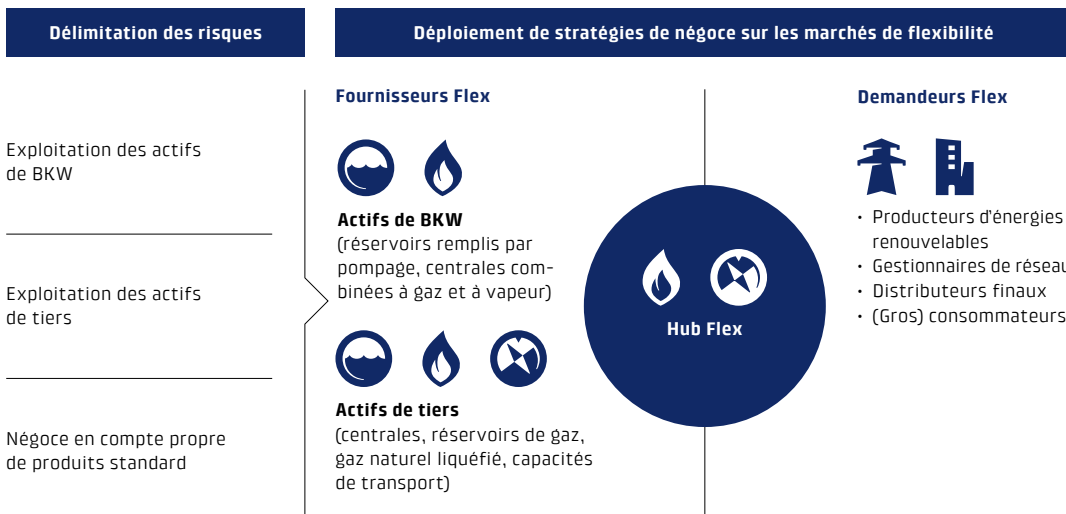 Délimitation des risques
Déploiement de stratégies de négoce sur les marchés de flexibilité
Exploitation des actifs
de BKW
Exploitation des actifs
de tiers
Négoce en compte propre
de produits standard
Fournisseurs Flex
Actifs de BKW
(réservoirs remplis par
pompage, centrales com-
binées à gaz et à vapeur)
Actifs de tiers
(centrales, réservoirs de gaz,
gaz naturel liquéfié, capacités
de transport)
Hub Flex
Demandeurs Flex
• Producteurs d'énergies
renouvelables
• Gestionnaires de réseau
• Distributeurs finaux
• (Gros) consommateurs